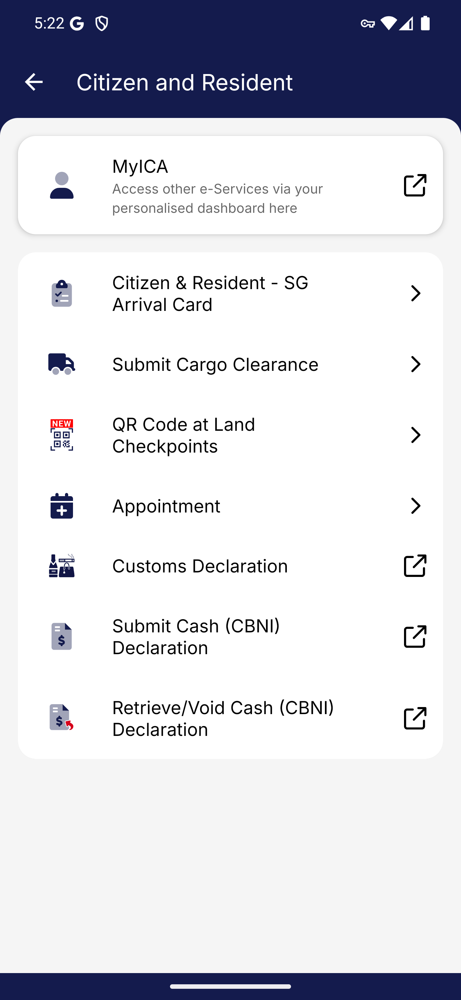 5:22
Citizen and Resident
MyICA
Access other e-Services via your
personalised dashboard here
Citizen & Resident - SG
Arrival Card
Submit Cargo Clearance
NEW
QR Code at Land
Checkpoints
Appointment
Customs Declaration
Submit Cash (CBNI)
Declaration
Retrieve/Void Cash (CBNI)
Declaration